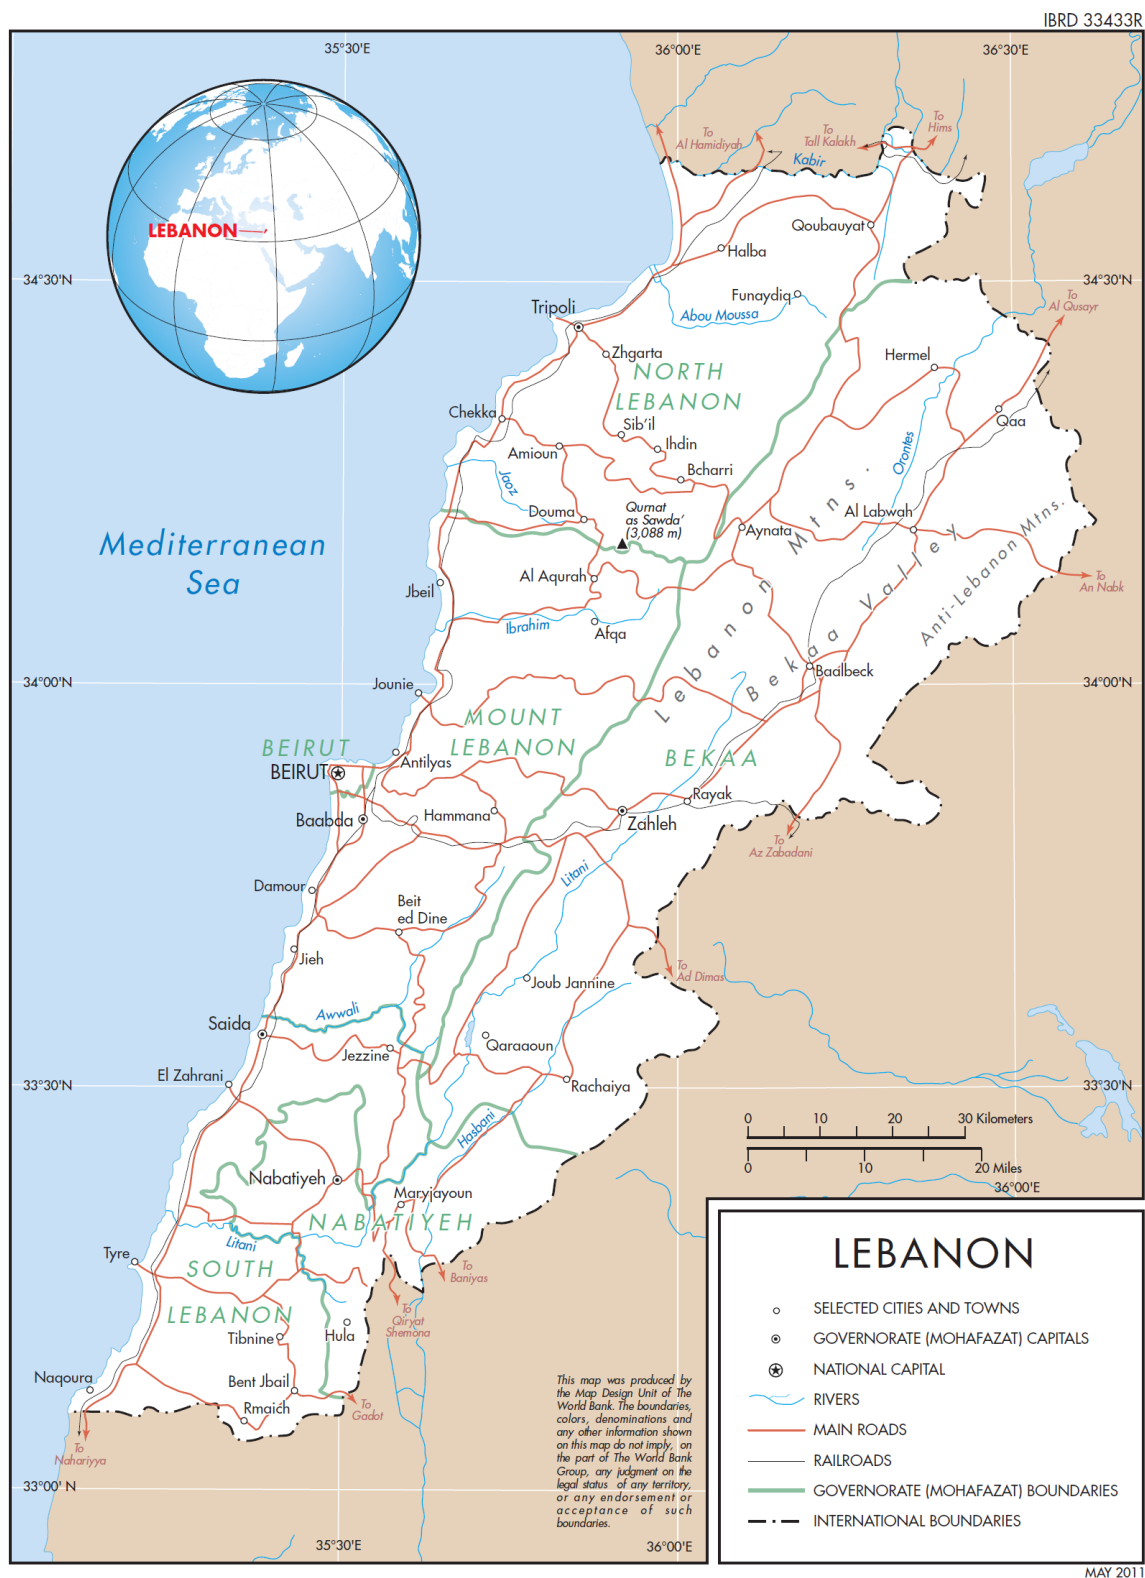 IBRD 33433R
35°30'E
36°00'E
36°30'E
To
Al Hamidiyah
To
Tall Kalakh
To
Hims
Kabir
LEBANON
Qoubauyat
Halba
34°30'N
34°30'N
Funaydiq
To
Al Qusayr
Tripoli
Abou Moussa
Zhgarta
NORTH
LEBANON
Hermel
Chekka
Sib'il
Qaa
Amioun
Ihdin
Orontes
Bcharri
Jaoz
Douma
Qurnat
as Sawda'
(3,088 m)
Al Labwah
Aynata
Mediterranean
Sea
Lebanon Mtns.
Bekaa Valley
Anti-Lebanon Mtns.
Al Aqurah
To
An Nabk
Jbeil
Ibrahim
Afqa
Baalbeck
34°00'N
34°00'N
Jounie
MOUNT
LEBANON
BEIRUT
BEIRUT
Antilyas
BEKAA
Rayak
Baabda
Hammana
Zahleh
To
Az Zabadani
Litani
Damour
Beit
ed Dine
Jieh
To
Ad Dimas
Joub Jannine
Awwali
Saida
Jezzine
Qaraaoun
El Zahrani
Rachaiya
33°30'N
33°30'N
Hasbani
0 10 20 30 Kilometers
0 10 20 Miles
36°00'E
Nabatiyeh
Marjayoun
NABATIYEH
Litani
Tyre
SOUTH
LEBANON
To
Baniyas
To
Qiryat
Shemona
Tibnine
Hula
Naqoura
Bent Jbail
Rmaich
To
Gadot
To
Nahariyya
33°00'N
35°30'E
36°00'E
This map was produced by
the Map Design Unit of The
World Bank. The boundaries,
colors, denominations and
any other information shown
on this map do not imply, on
the part of The World Bank
Group, any judgment on the
legal status of any territory,
or any endorsement or
acceptance of such
boundaries.
LEBANON
SELECTED CITIES AND TOWNS
GOVERNORATE (MOHAFAZAT) CAPITALS
NATIONAL CAPITAL
RIVERS
MAIN ROADS
RAILROADS
GOVERNORATE (MOHAFAZAT) BOUNDARIES
INTERNATIONAL BOUNDARIES
MAY 2011